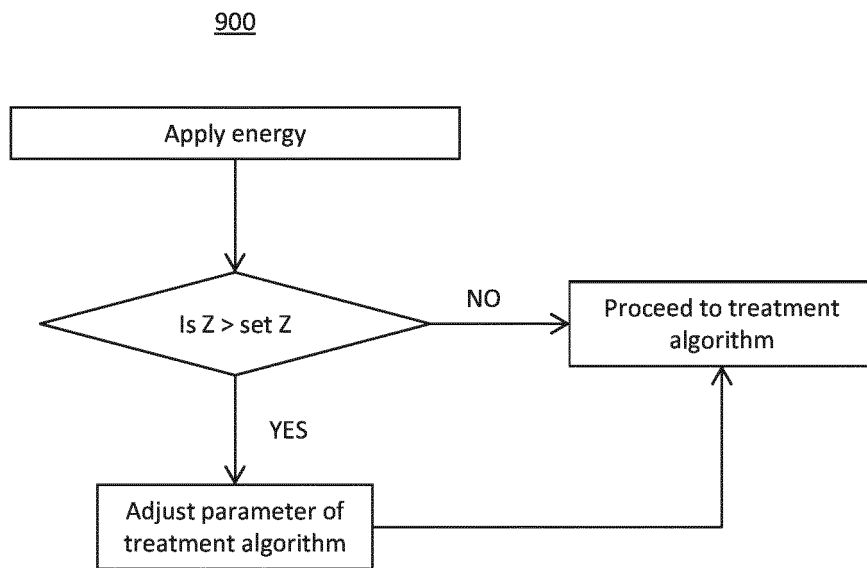 900
Apply energy
Is Z > set Z
NO
Proceed to treatment
algorithm
YES
Adjust parameter of
treatment algorithm